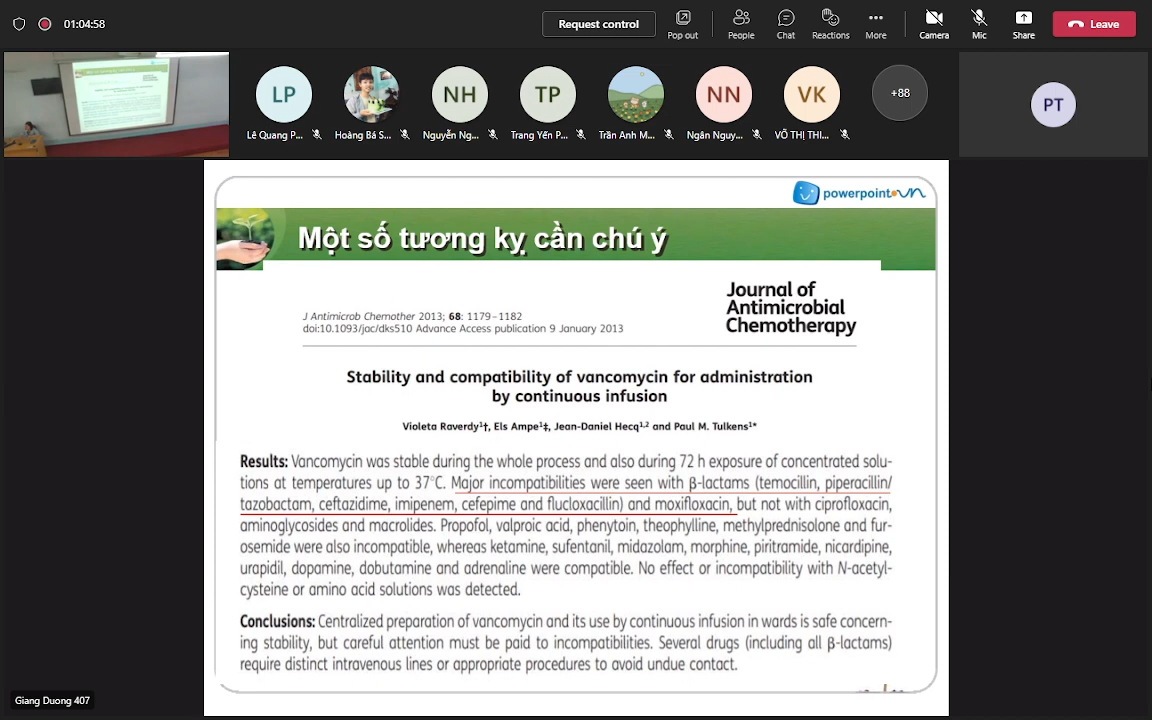 01:04:58
Request control
Pop out
People
Chat
Reactions
More
Camera
Mic
Share
Leave
LP
NH
TP
NN
VK
+88
PT
Lê Quang P...
Hoàng Bá S...
Nguyễn Ng...
Trang Yến P...
Trần Anh M...
Ngân Nguy...
VÕ THỊ THI...
powerpoint.vn
Một số tương kỵ cần chú ý
Journal of
Antimicrobial
Chemotherapy
J Antimicrob Chemother 2013; 68: 1179–1182
doi:10.1093/jac/dks510 Advance Access publication 9 January 2013
Stability and compatibility of vancomycin for administration
by continuous infusion
Violeta Raverdy1†, Els Ampe1‡, Jean-Daniel Hecq1,2 and Paul M. Tulkens1*
Results: Vancomycin was stable during the whole process and also during 72 h exposure of concentrated solu-
tions at temperatures up to 37°C. Major incompatibilities were seen with β-lactams (temocillin, piperacillin/
tazobactam, ceftazidime, imipenem, cefepime and flucloxacillin) and moxifloxacin, but not with ciprofloxacin,
aminoglycosides and macrolides. Propofol, valproic acid, phenytoin, theophylline, methylprednisolone and fur-
osemide were also incompatible, whereas ketamine, sufentanil, midazolam, morphine, piritramide, nicardipine,
urapidil, dopamine, dobutamine and adrenaline were compatible. No effect or incompatibility with N-acetyl-
cysteine or amino acid solutions was detected.
Conclusions: Centralized preparation of vancomycin and its use by continuous infusion in wards is safe concern-
ing stability, but careful attention must be paid to incompatibilities. Several drugs (including all β-lactams)
require distinct intravenous lines or appropriate procedures to avoid undue contact.
Giang Duong 407